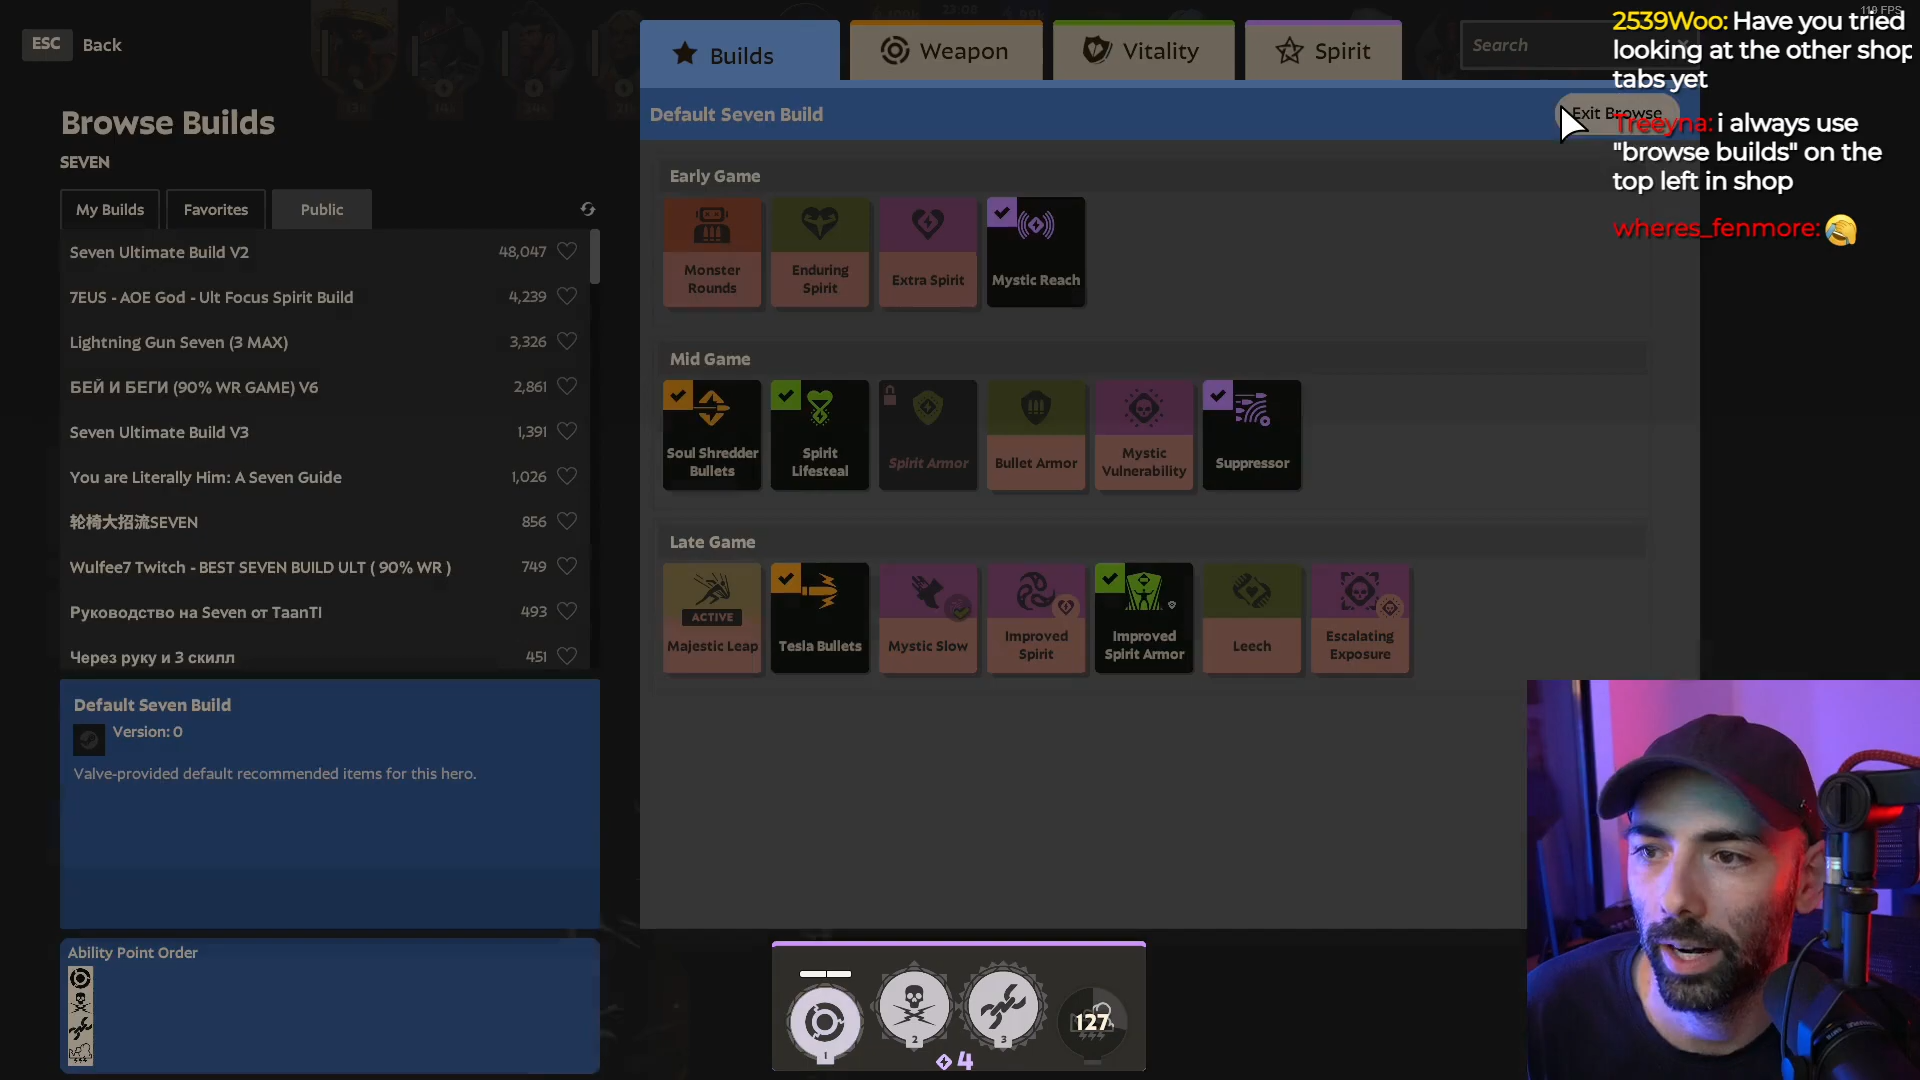 ESC Back
Browse Builds
SEVEN
My Builds Favorites Public
Seven Ultimate Build V2 48,047
7EUS - AOE God - Ult Focus Spirit Build 4,239
Lightning Gun Seven (3 MAX) 3,326
БЕЙ И БЕГИ (90% WR GAME) V6 2,861
Seven Ultimate Build V3 1,391
You are Literally Him: A Seven Guide 1,026
轮椅大招流SEVEN 856
Wulfee7 Twitch - BEST SEVEN BUILD ULT ( 90% WR ) 749
Руководство на Seven от TaanTI 493
Через руку и 3 скилл 451
Default Seven Build
Version: 0
Valve-provided default recommended items for this hero.
Ability Point Order
Builds Weapon Vitality Spirit Search
Default Seven Build Exit Browse
Early Game
Monster Rounds
Enduring Spirit
Extra Spirit
Mystic Reach
Mid Game
Soul Shredder Bullets
Spirit Lifesteal
Spirit Armor
Bullet Armor
Mystic Vulnerability
Suppressor
Late Game
ACTIVE
Majestic Leap
Tesla Bullets
Mystic Slow
Improved Spirit
Improved Spirit Armor
Leech
Escalating Exposure
1 2 3 127
4
2539Woo: Have you tried
looking at the other shop
tabs yet
Treeyna: i always use
"browse builds" on the
top left in shop
wheres_fenmore: